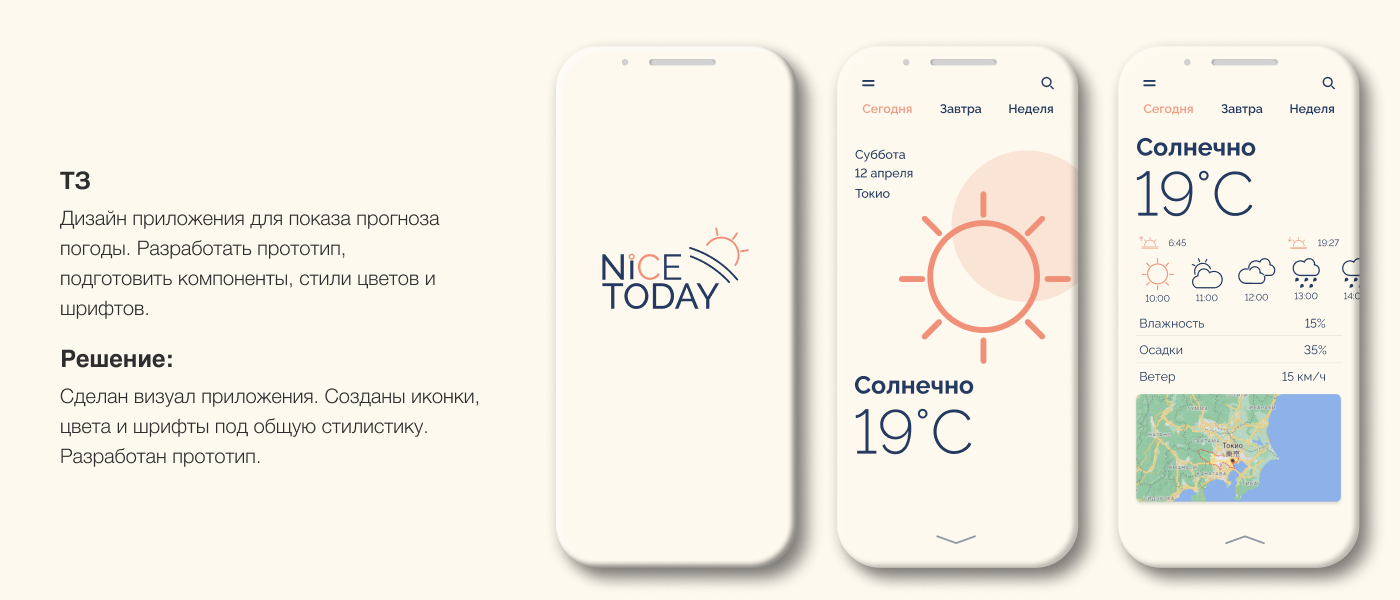 ТЗ
Дизайн приложения для показа прогноза
погоды. Разработать прототип,
подготовить компоненты, стили цветов и
шрифтов.
Решение:
Сделан визуал приложения. Созданы иконки,
цвета и шрифты под общую стилистику.
Разработан прототип.
NiCE
TODAY
Сегодня Завтра Неделя
Суббота
12 апреля
Токио
Солнечно
19°C
Сегодня Завтра Неделя
Солнечно
19°C
6:45 19:27
10:00 11:00 12:00 13:00
Влажность 15%
Осадки 35%
Ветер 15 км/ч
Токио